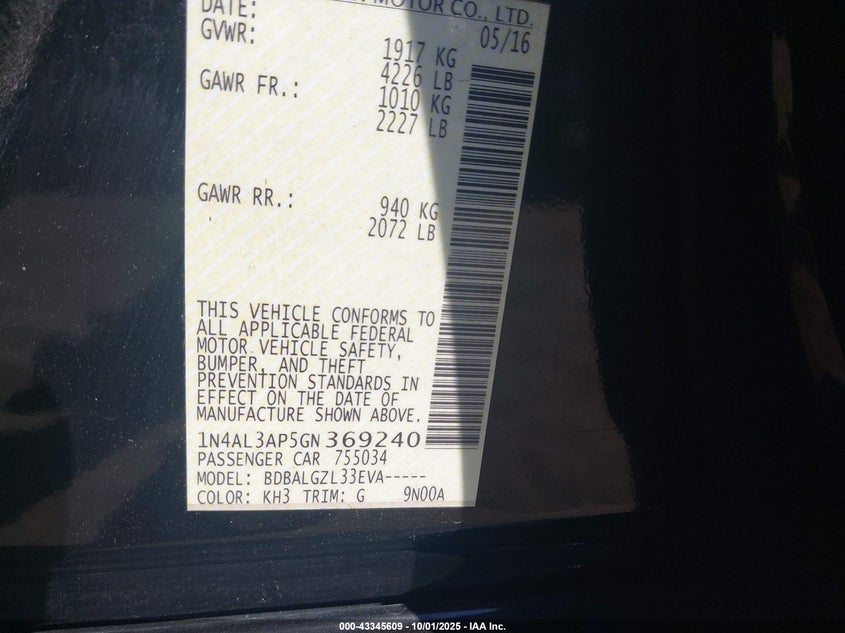 MOTOR CO., LTD.
DATE: 05/16
GVWR: 1917 KG
4226 LB
GAWR FR.: 1010 KG
2227 LB
GAWR RR.: 940 KG
2072 LB
THIS VEHICLE CONFORMS TO
ALL APPLICABLE FEDERAL
MOTOR VEHICLE SAFETY,
BUMPER, AND THEFT
PREVENTION STANDARDS IN
EFFECT ON THE DATE OF
MANUFACTURE SHOWN ABOVE.
1N4AL3AP5GN369240
PASSENGER CAR 755034
MODEL: BDBALGZL33EVA-----
COLOR: KH3 TRIM: G 9N00A
000-43345609 - 10/01/2025 - IAA Inc.